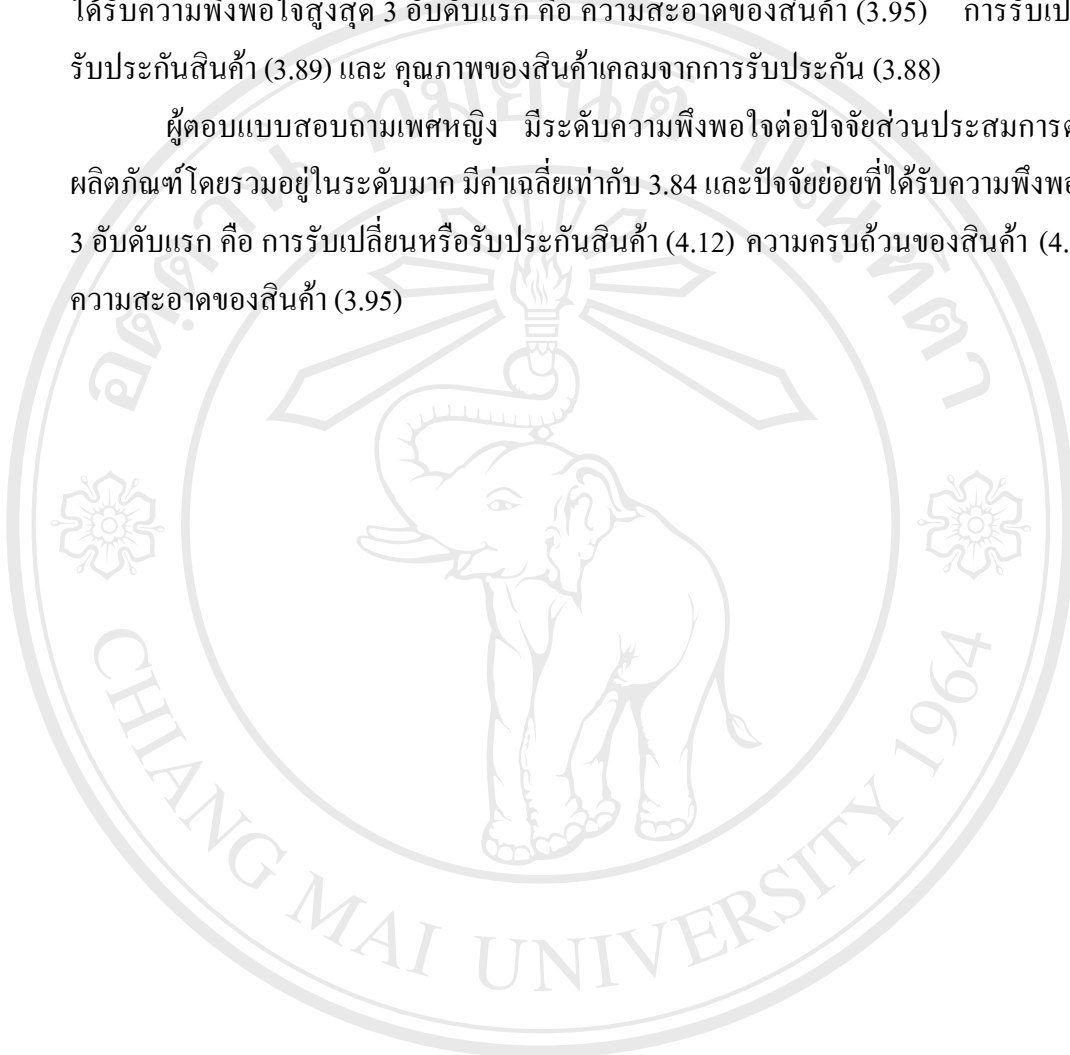 ได้รับความพึงพอใจสูงสุด 3 อันดับแรก คือ ความสะอาดของสินค้า (3.95) การรับเป
รับประกันสินค้า (3.89) และ คุณภาพของสินค้าเคลมจากการรับประกัน (3.88)
ผู้ตอบแบบสอบถามเพศหญิง มีระดับความพึงพอใจต่อปัจจัยส่วนประสมการต
ผลิตภัณฑ์โดยรวมอยู่ในระดับมาก มีค่าเฉลี่ยเท่ากับ 3.84 และปัจจัยย่อยที่ได้รับความพึงพอ
3 อันดับแรก คือ การรับเปลี่ยนหรือรับประกันสินค้า (4.12) ความครบถ้วนของสินค้า (4.
ความสะอาดของสินค้า (3.95)
อตฺตานํ ทมยนฺติ ปณฺฑิตา
CHIANG MAI UNIVERSITY 1964